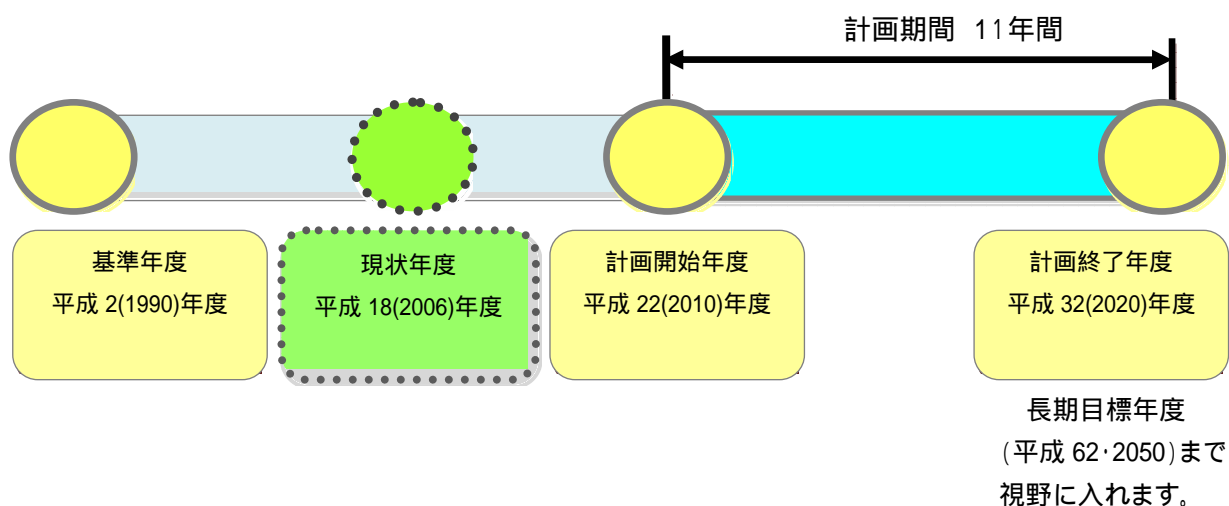 計画期間 11年間
基準年度
平成 2(1990)年度
現状年度
平成 18(2006)年度
計画開始年度
平成 22(2010)年度
計画終了年度
平成 32(2020)年度
長期目標年度
(平成 62･2050)まで
視野に入れます。